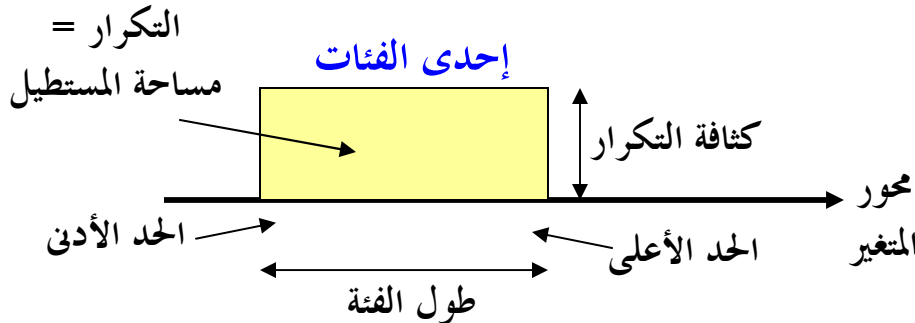 التكرار =
مساحة المستطيل
إحدى الفئات
كثافة التكرار
محور
المتغير
الحد الأدنى
الحد الأعلى
طول الفئة